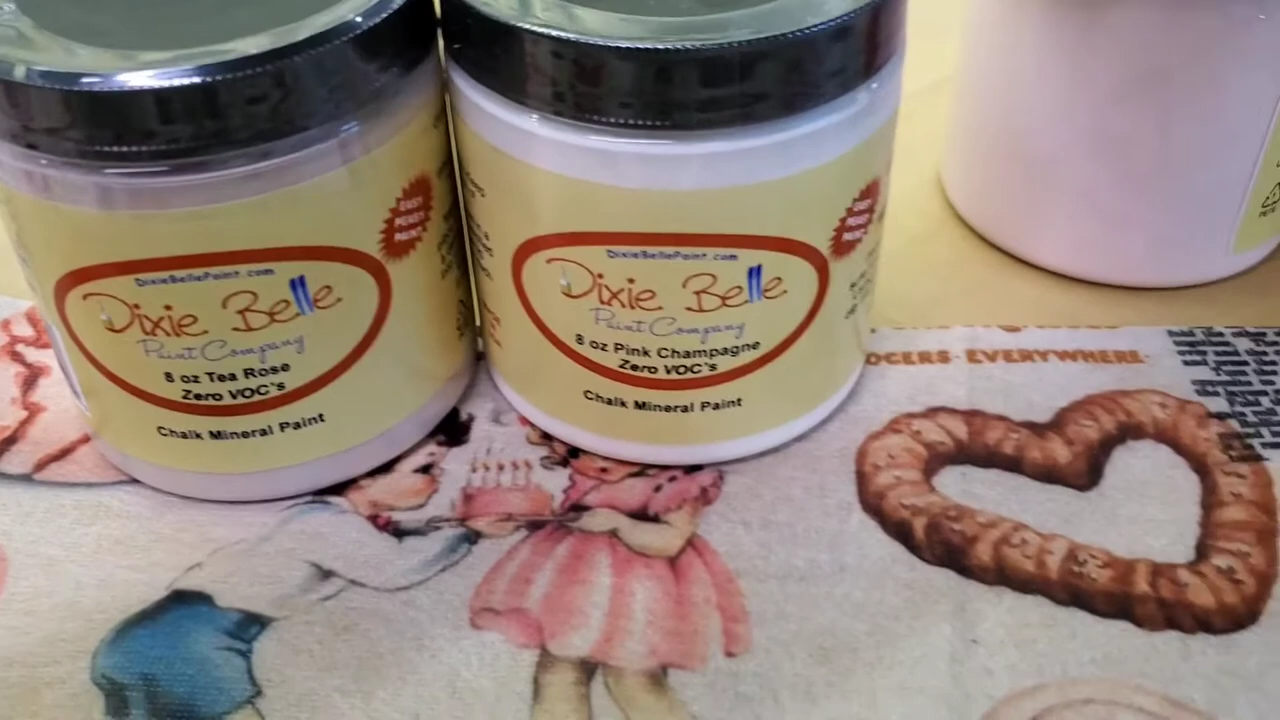 EASY
PEASY
PAINT
DixieBellePaint.com
Dixie Belle
Paint Company
8 oz Tea Rose
Zero VOC's
Chalk Mineral Paint
EASY
PEASY
PAINT
DixieBellePaint.com
Dixie Belle
Paint Company
8 oz Pink Champagne
Zero VOC's
Chalk Mineral Paint
OGERS·EVERYWHERE·